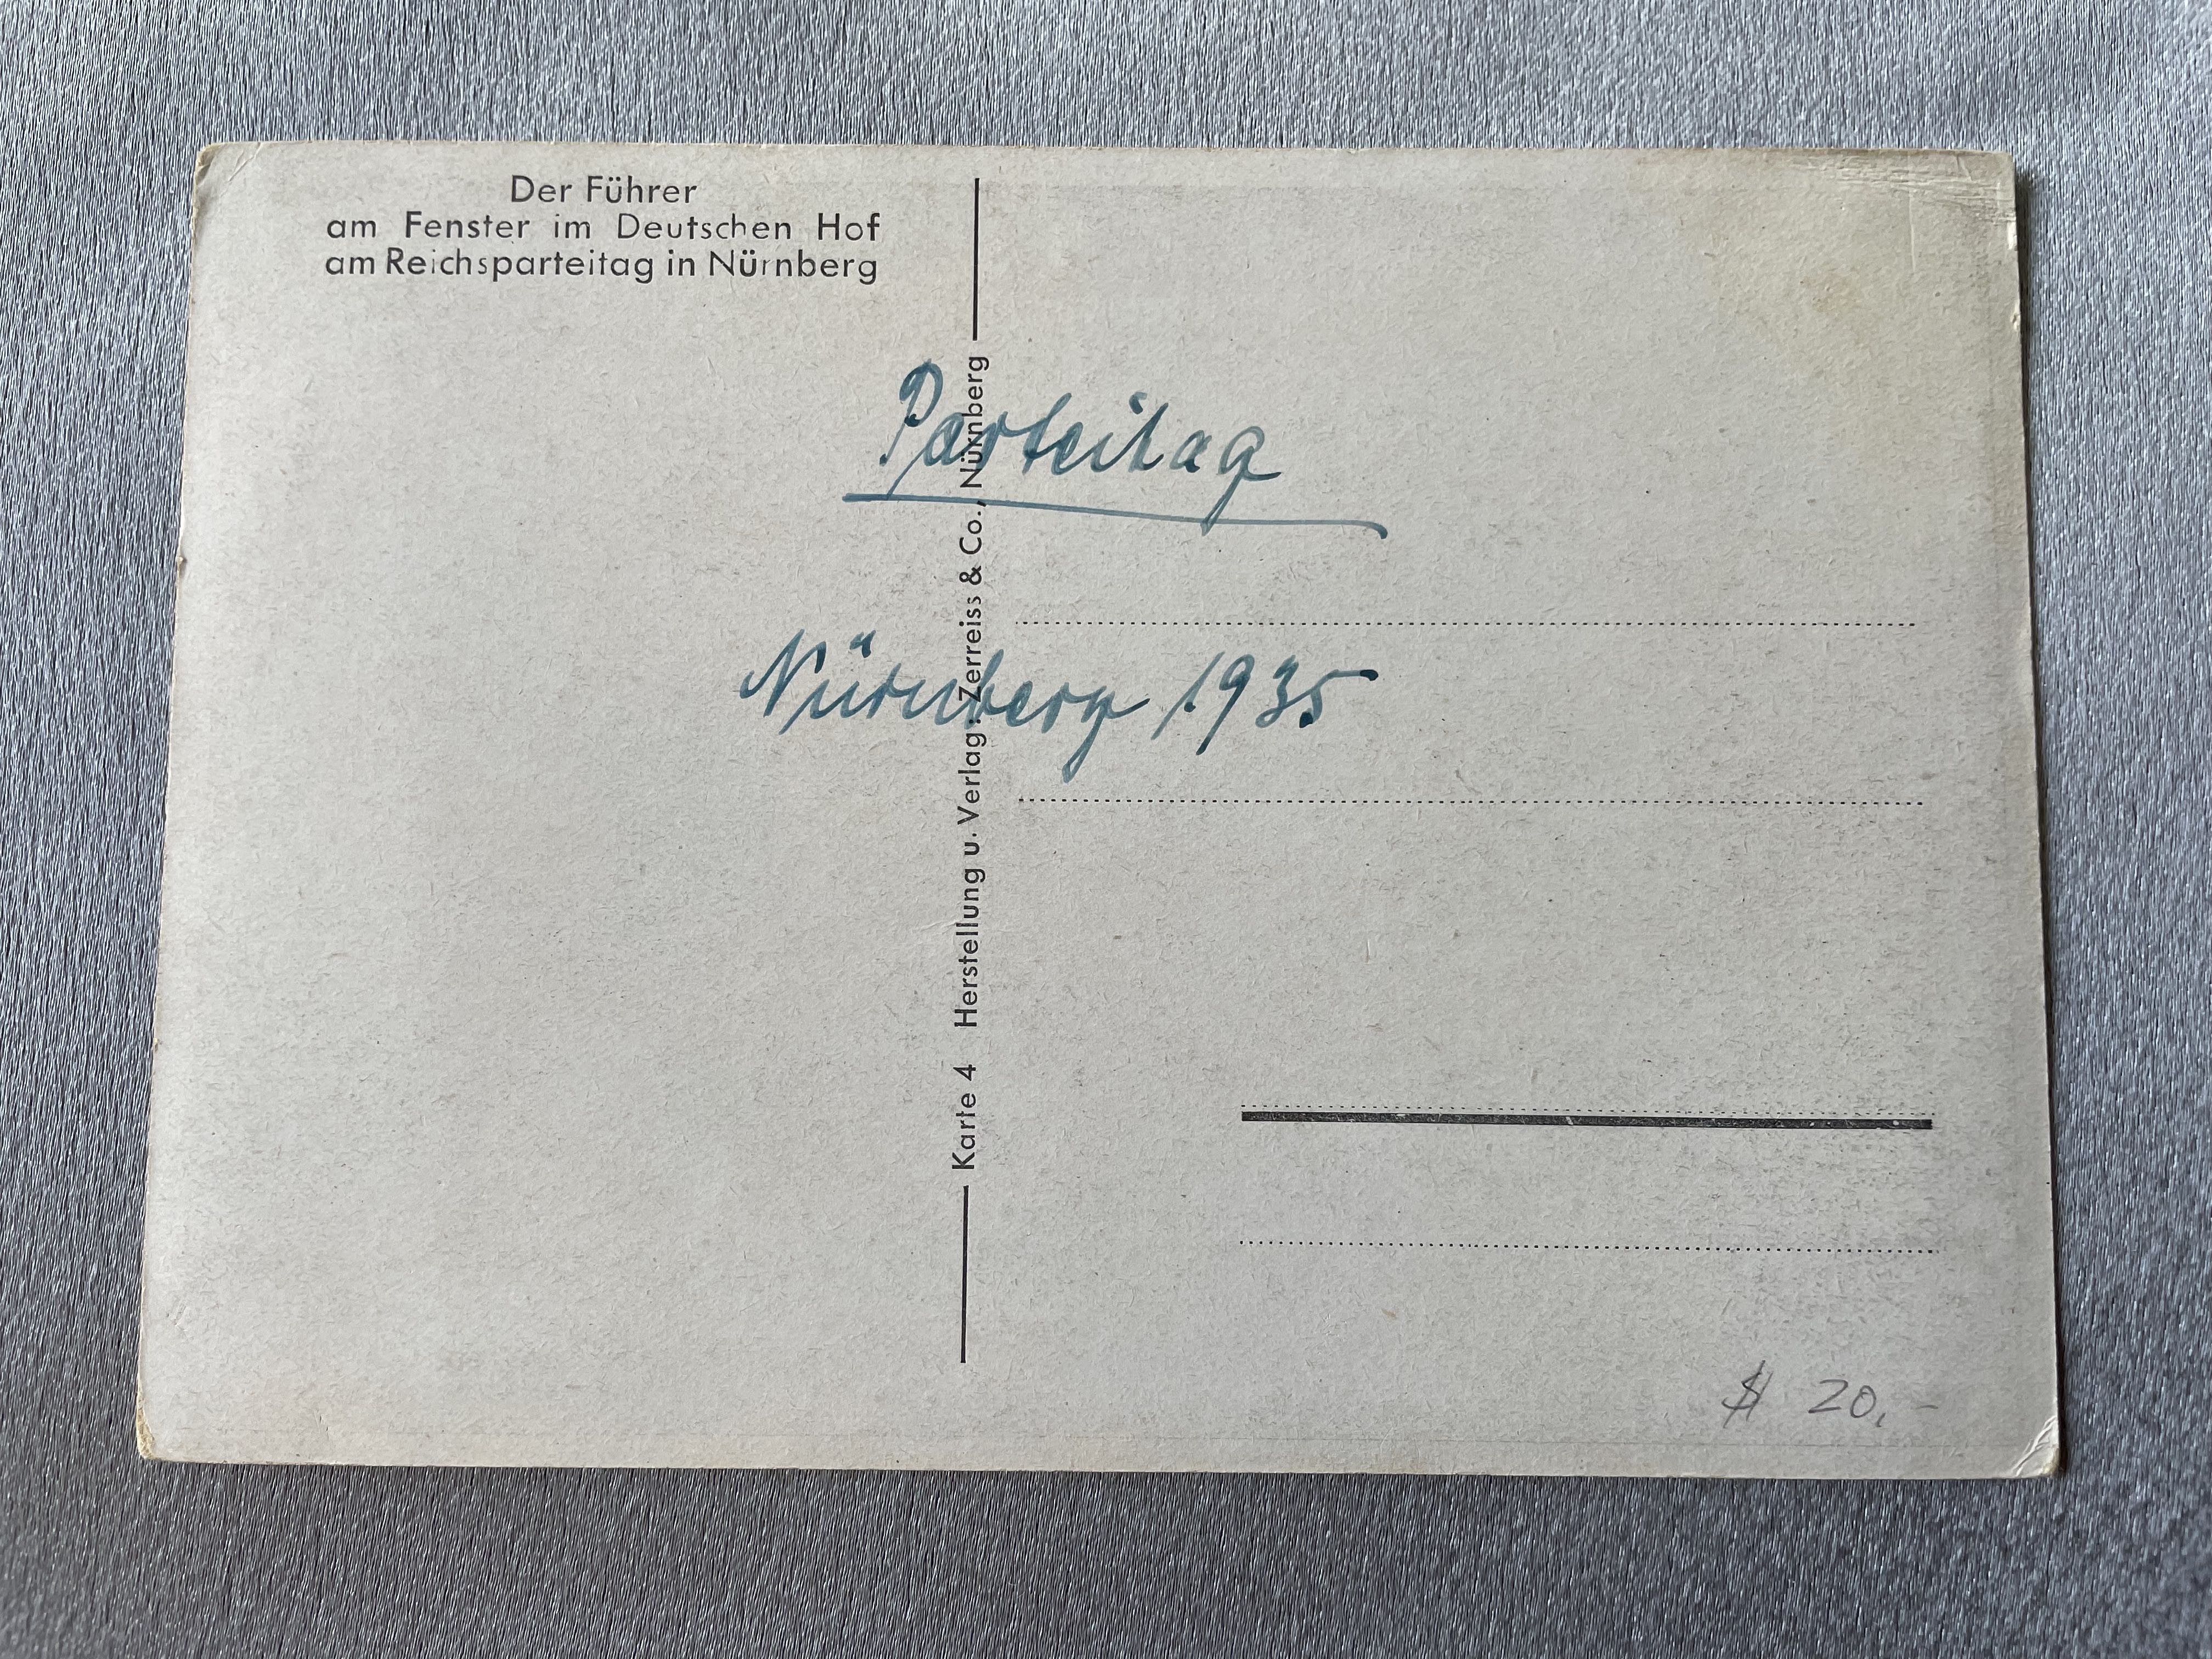 Der Führer
am Fenster im Deutschen Hof
am Reichsparteitag in Nürnberg
Karte 4 Herstellung u. Verlag: Zerreiss & Co., Nürnberg
Parteitag
Nürnberg 1935
$ 20,-